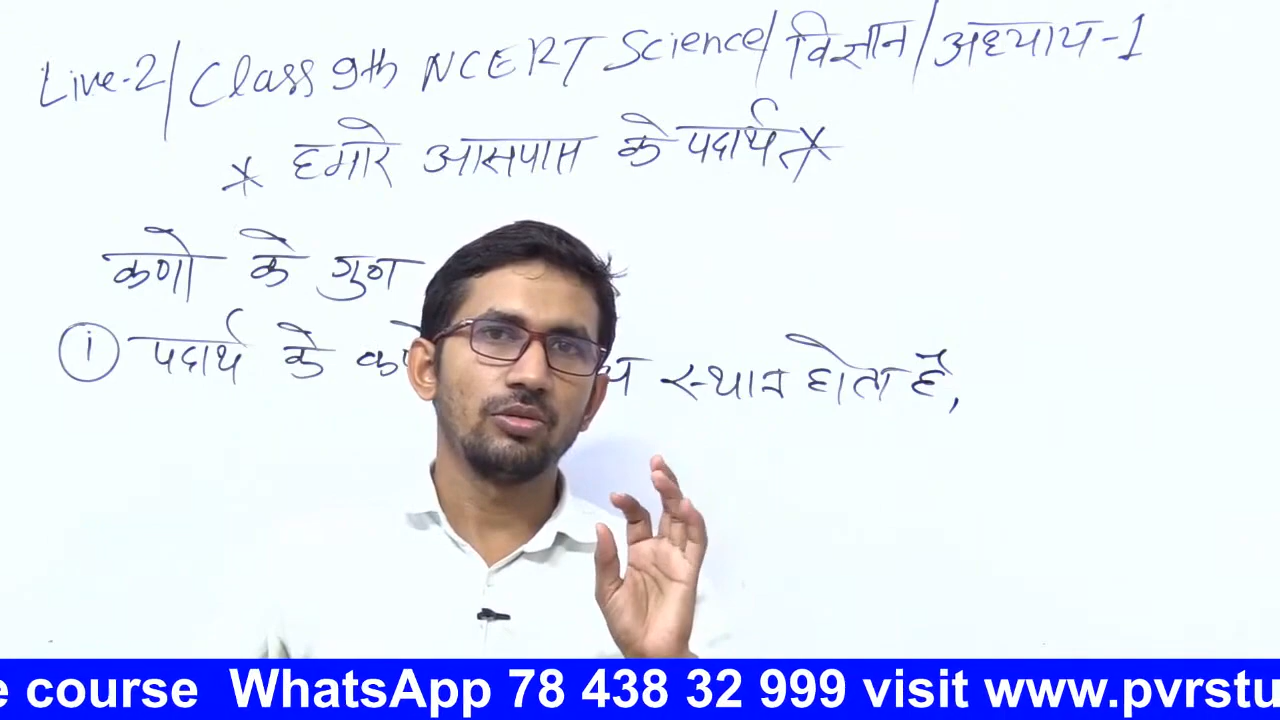 Live-2/Class 9th NCERT Science/विज्ञान/अध्याय-1
* हमारे आसपास के पदार्थ *
कणो के गुण
(i) पदार्थ के स्थान होता है,
e course WhatsApp 78 438 32 999 visit www.pvrstu